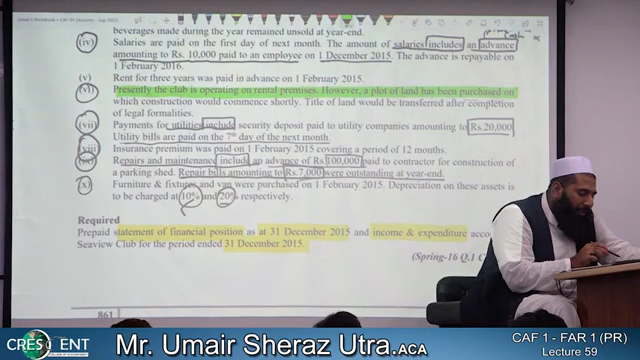 Umair's Notebook > CAF 01 (Autumn - Sep 2022)
beverages made during the year remained unsold at year-end.
(iv) Salaries are paid on the first day of next month. The amount of salaries includes an advance
amounting to Rs. 10,000 paid to an employee on 1 December 2015. The advance is repayable on
1 February 2016.
(v) Rent for three years was paid in advance on 1 February 2015.
(vi) Presently the club is operating on rental premises. However, a plot of land has been purchased on
which construction would commence shortly. Title of land would be transferred after completion
of legal formalities.
(vii) Payments for utilities include security deposit paid to utility companies amounting to Rs.20,000
Utility bills are paid on the 7th day of the next month.
(viii) Insurance premium was paid on 1 February 2015 covering a period of 12 months.
(ix) Repairs and maintenance include an advance of Rs. 100,000 paid to contractor for construction of
a parking shed. Repair bills amounting to Rs.7,000 were outstanding at year-end.
(x) Furniture & fixtures and van were purchased on 1 February 2015. Depreciation on these assets is
to be charged at 10% and 20% respectively.
Required
Prepaid statement of financial position as at 31 December 2015 and income & expenditure acco
Seaview Club for the period ended 31 December 2015.
(Spring-16 Q.1 C
861
CRESCENT
Mr. Umair Sheraz Utra.ACA
CAF 1 - FAR 1 (PR)
Lecture 59